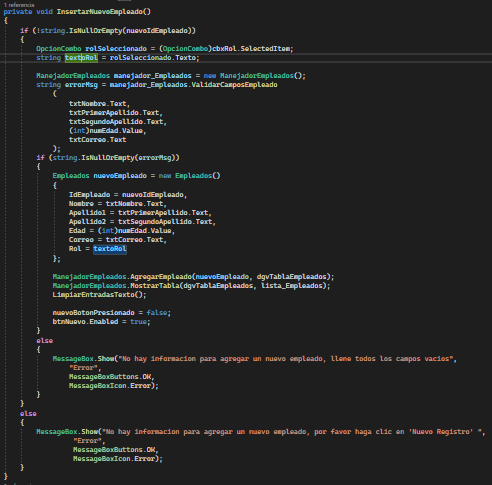 1 referencia
private void InsertarNuevoEmpleado()
{
if (!string.IsNullOrEmpty(nuevoIdEmpleado))
{
OpcionCombo rolSeleccionado = (OpcionCombo)cbxRol.SelectedItem;
string textoRol = rolSeleccionado.Texto;
ManejadorEmpleados manejador_Empleados = new ManejadorEmpleados();
string errorMsg = manejador_Empleados.ValidarCamposEmpleado
(
txtNombre.Text,
txtPrimerApellido.Text,
txtSegundoApellido.Text,
(int)numEdad.Value,
txtCorreo.Text
);
if (string.IsNullOrEmpty(errorMsg))
{
Empleados nuevoEmpleado = new Empleados()
{
IdEmpleado = nuevoIdEmpleado,
Nombre = txtNombre.Text,
Apellido1 = txtPrimerApellido.Text,
Apellido2 = txtSegundoApellido.Text,
Edad = (int)numEdad.Value,
Correo = txtCorreo.Text,
Rol = textoRol
};
ManejadorEmpleados.AgregarEmpleado(nuevoEmpleado, dgvTablaEmpleados);
ManejadorEmpleados.MostrarTabla(dgvTablaEmpleados, lista_Empleados);
LimpiarEntradasTexto();
nuevoBotonPresionado = false;
btnNuevo.Enabled = true;
}
else
{
MessageBox.Show("No hay informacion para agregar un nuevo empleado, llene todos los campos vacios",
"Error",
MessageBoxButtons.OK,
MessageBoxIcon.Error);
}
}
else
{
MessageBox.Show("No hay informacion para agregar un nuevo empleado, por favor haga clic en 'Nuevo Registro' ",
"Error",
MessageBoxButtons.OK,
MessageBoxIcon.Error);
}
}